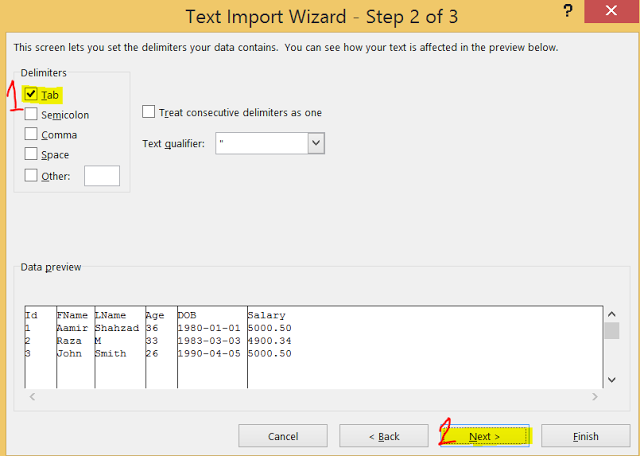 Text Import Wizard - Step 2 of 3
? ×
This screen lets you set the delimiters your data contains. You can see how your text is affected in the preview below.
Delimiters
1 Tab
Semicolon
Comma
Space
Other:
Treat consecutive delimiters as one
Text qualifier: "
Data preview
Id FName LName Age DOB Salary
1 Aamir Shahzad 36 1980-01-01 5000.50
2 Raza M 33 1983-03-03 4900.34
3 John Smith 26 1990-04-05 5000.50
Cancel < Back 2 Next > Finish